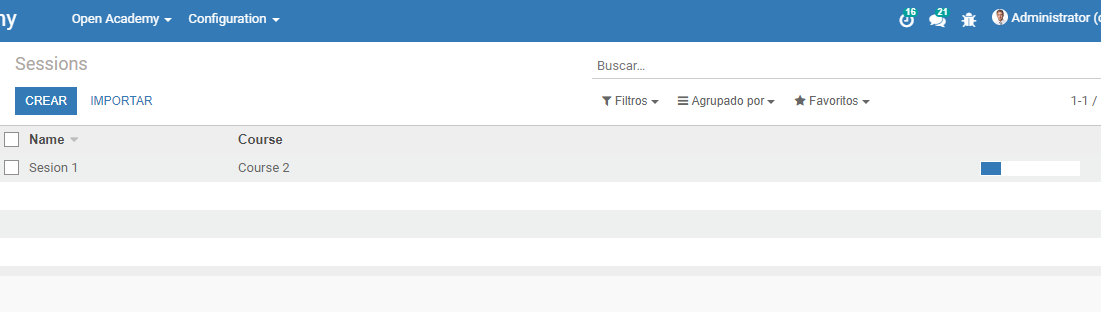 ny Open Academy Configuration 16 21 Administrator (c
Sessions Buscar...
CREAR IMPORTAR Filtros Agrupado por Favoritos 1-1 /
Name Course
Sesion 1 Course 2